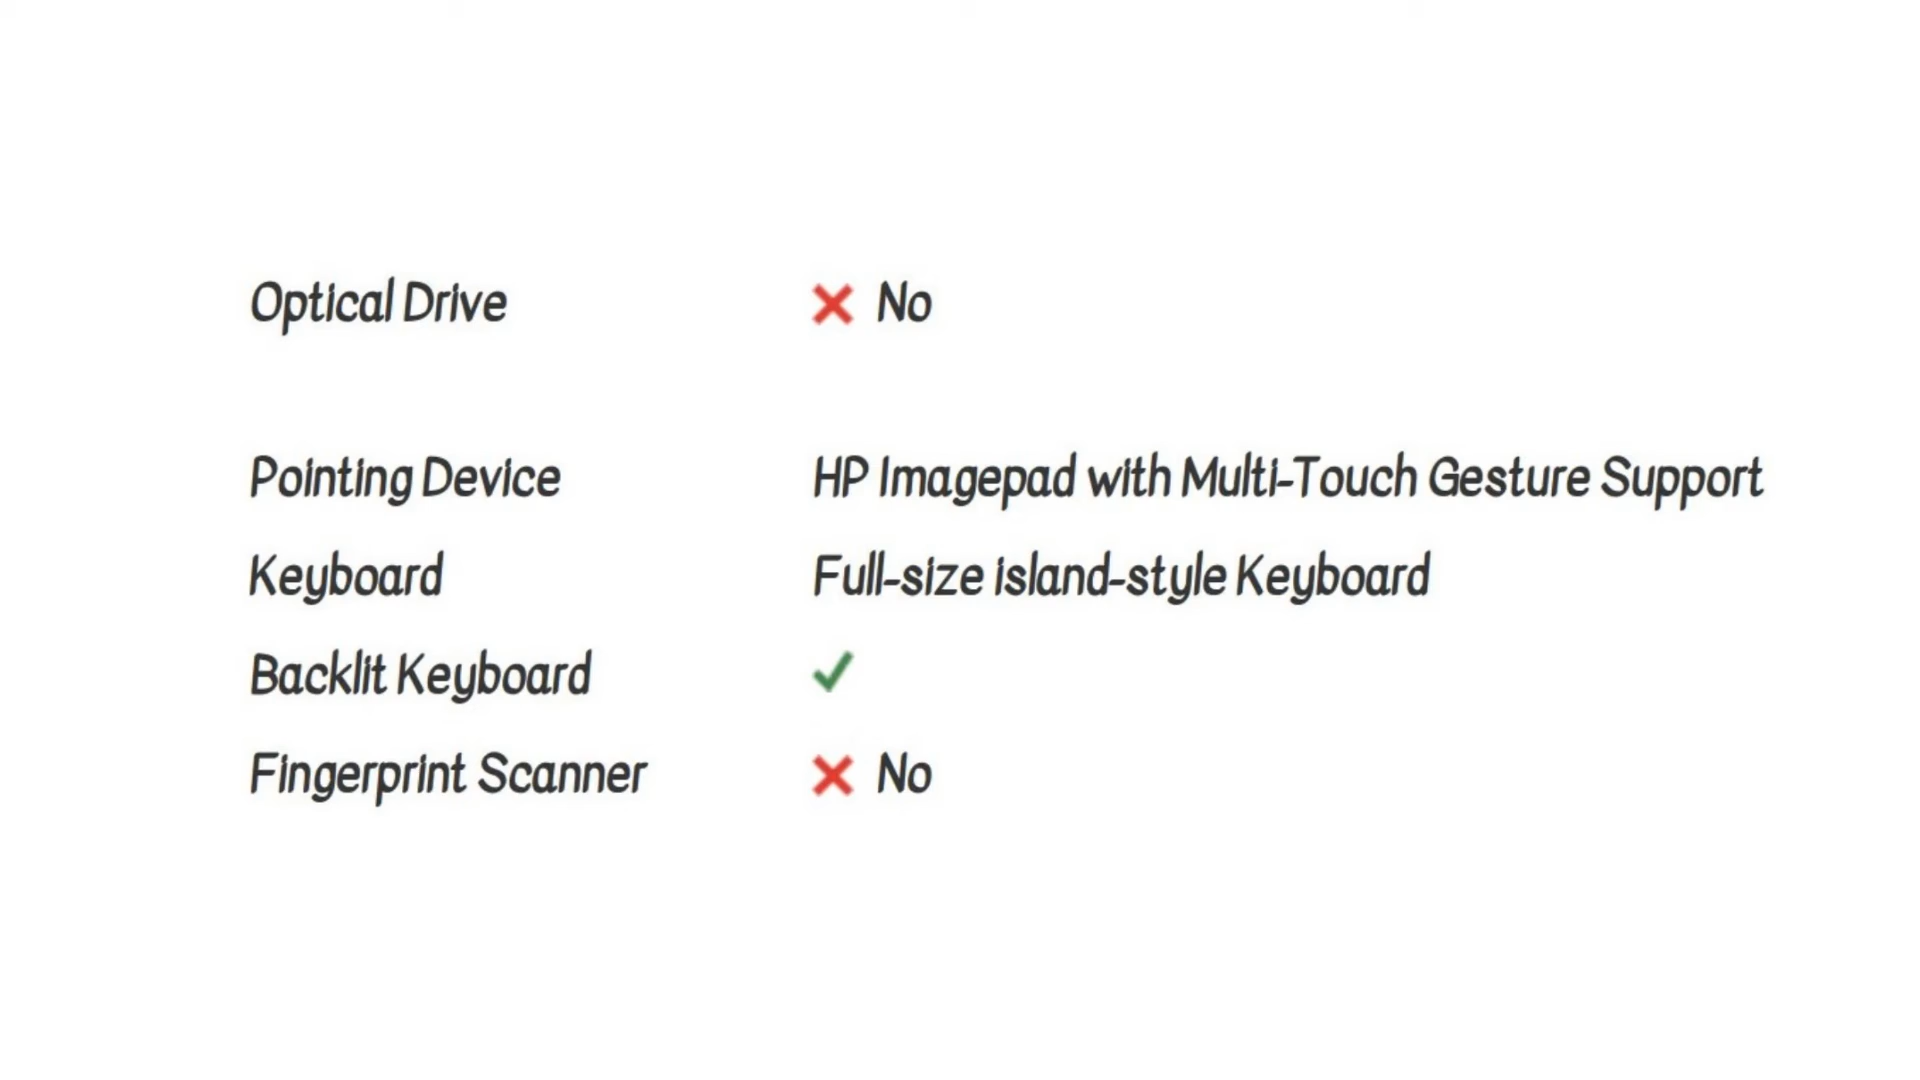 Optical Drive ❌ No
Pointing Device HP Imagepad with Multi-Touch Gesture Support
Keyboard Full-size island-style Keyboard
Backlit Keyboard ✔
Fingerprint Scanner ❌ No